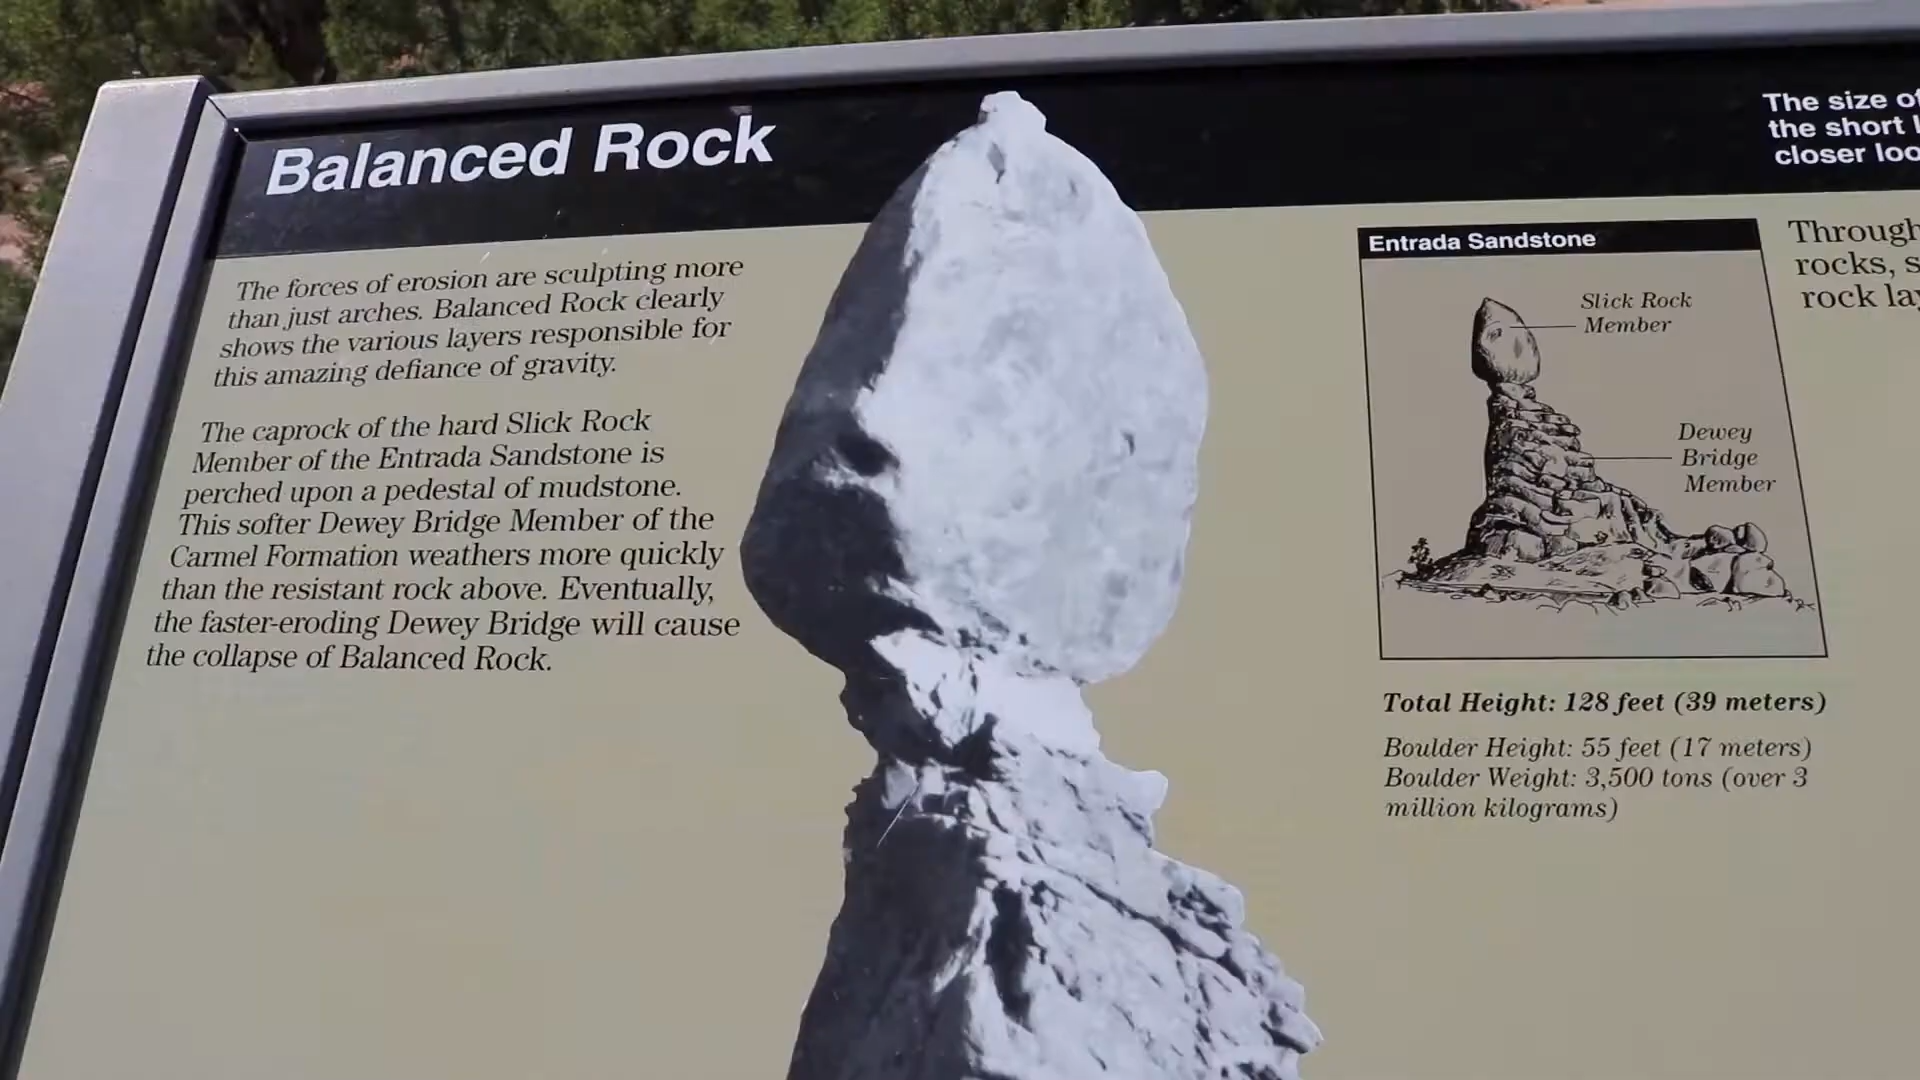 Balanced Rock
The forces of erosion are sculpting more
than just arches. Balanced Rock clearly
shows the various layers responsible for
this amazing defiance of gravity.
The caprock of the hard Slick Rock
Member of the Entrada Sandstone is
perched upon a pedestal of mudstone.
This softer Dewey Bridge Member of the
Carmel Formation weathers more quickly
than the resistant rock above. Eventually,
the faster-eroding Dewey Bridge will cause
the collapse of Balanced Rock.
Entrada Sandstone
Slick Rock
Member
Dewey
Bridge
Member
Total Height: 128 feet (39 meters)
Boulder Height: 55 feet (17 meters)
Boulder Weight: 3,500 tons (over 3
million kilograms)
The size of
the short
closer
Through
rocks,
rock